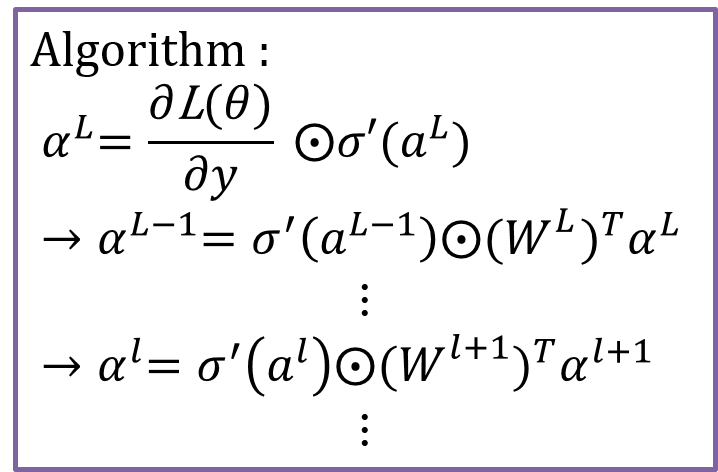 Algorithm :
α^L = ∂L(θ)/∂y ⊙σ′(a^L)
→ α^{L−1} = σ′(a^{L−1})⊙(W^L)^T α^L
⋮
→ α^l = σ′(a^l)⊙(W^{l+1})^T α^{l+1}
⋮